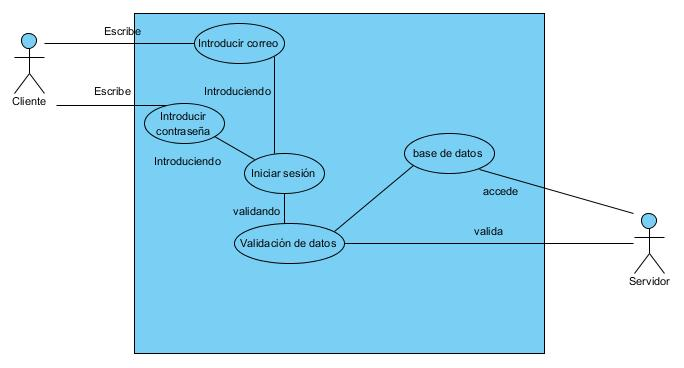 Escribe
Introducir correo
Cliente
Escribe
Introduciendo
Introducir
contraseña
base de datos
Introduciendo
Iniciar sesión
accede
validando
valida
Validación de datos
Servidor